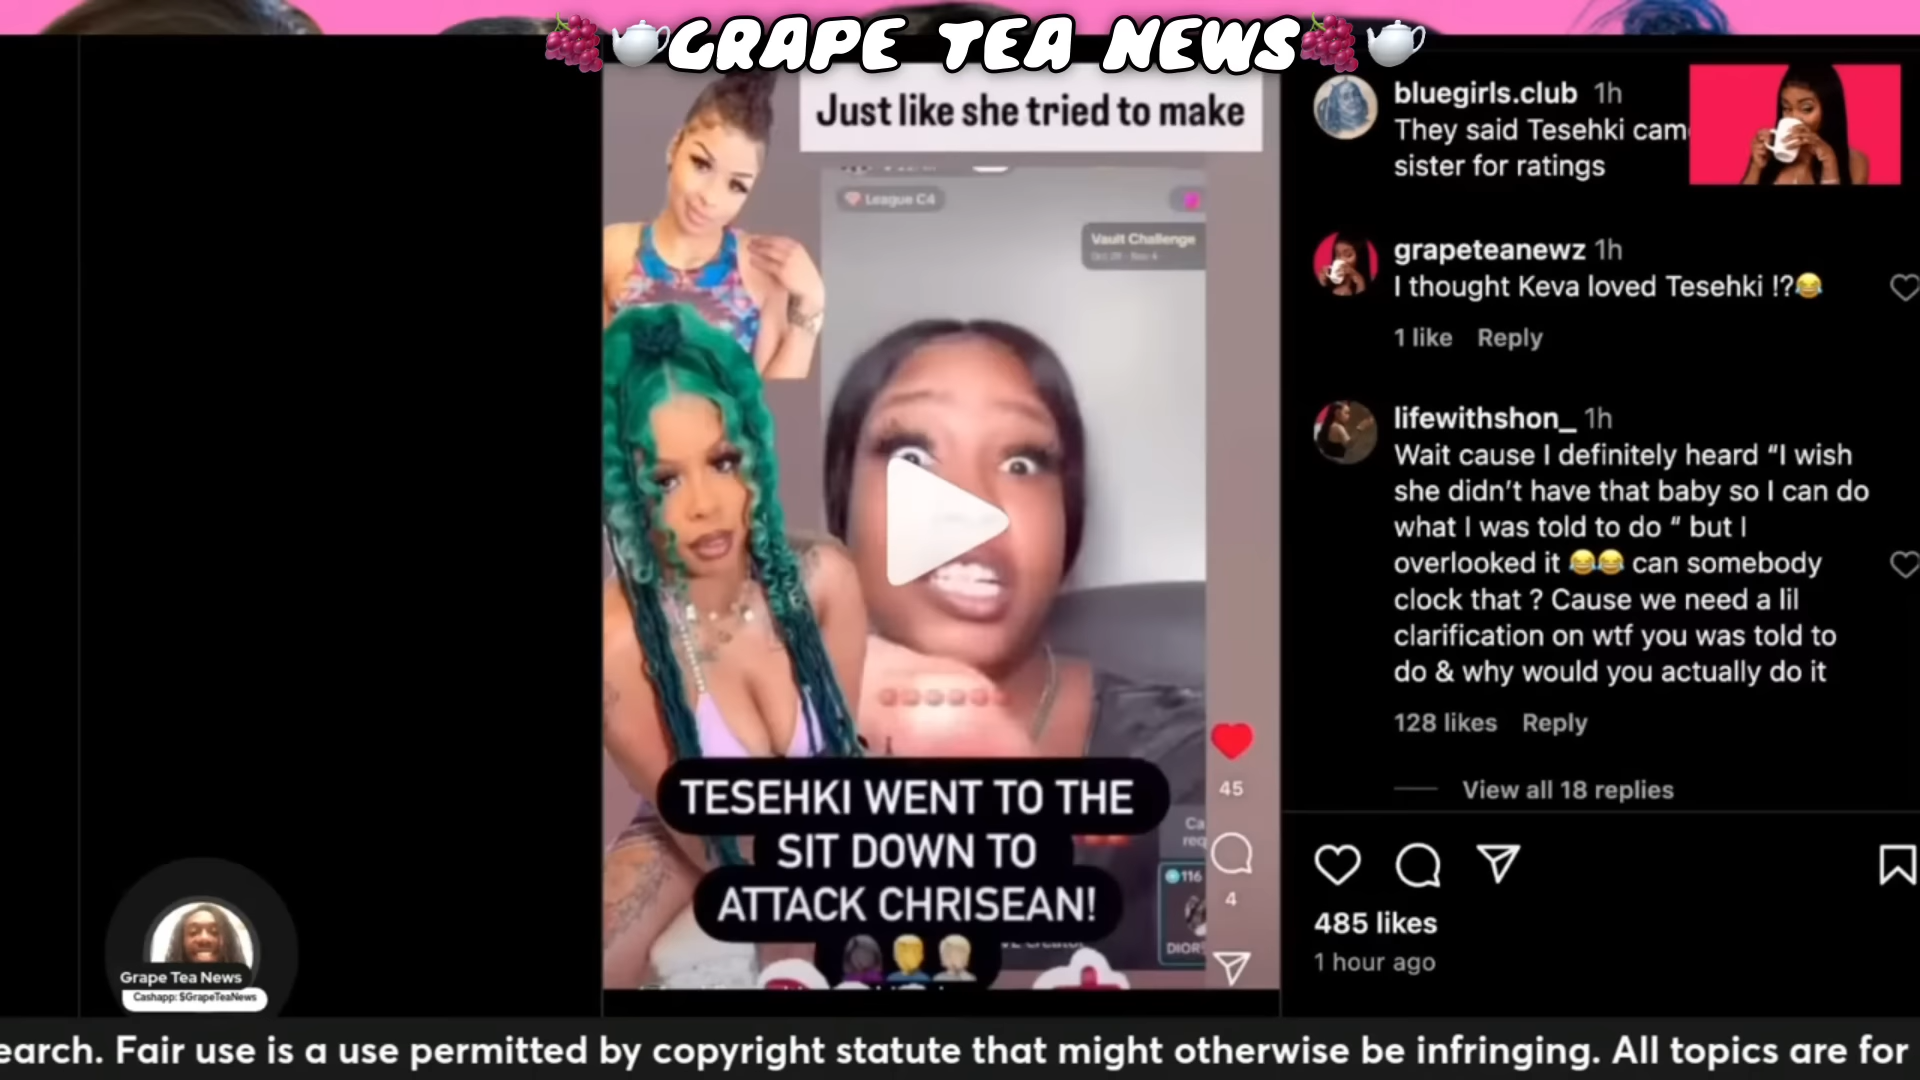 GRAPE TEA NEWS
Just like she tried to make
League C4
Vault Challenge
TESEHKI WENT TO THE
SIT DOWN TO
ATTACK CHRISEAN!
45
4
116
DIOR
bluegirls.club 1h
They said Tesehki cam
sister for ratings
grapeteanewz 1h
I thought Keva loved Tesehki !?😂
1 like Reply
lifewithshon_ 1h
Wait cause I definitely heard “I wish
she didn’t have that baby so I can do
what I was told to do “ but I
overlooked it 😂😂 can somebody
clock that ? Cause we need a lil
clarification on wtf you was told to
do & why would you actually do it
128 likes Reply
View all 18 replies
485 likes
1 hour ago
Grape Tea News
Cashapp: $GrapeTeaNews
earch. Fair use is a use permitted by copyright statute that might otherwise be infringing. All topics are for